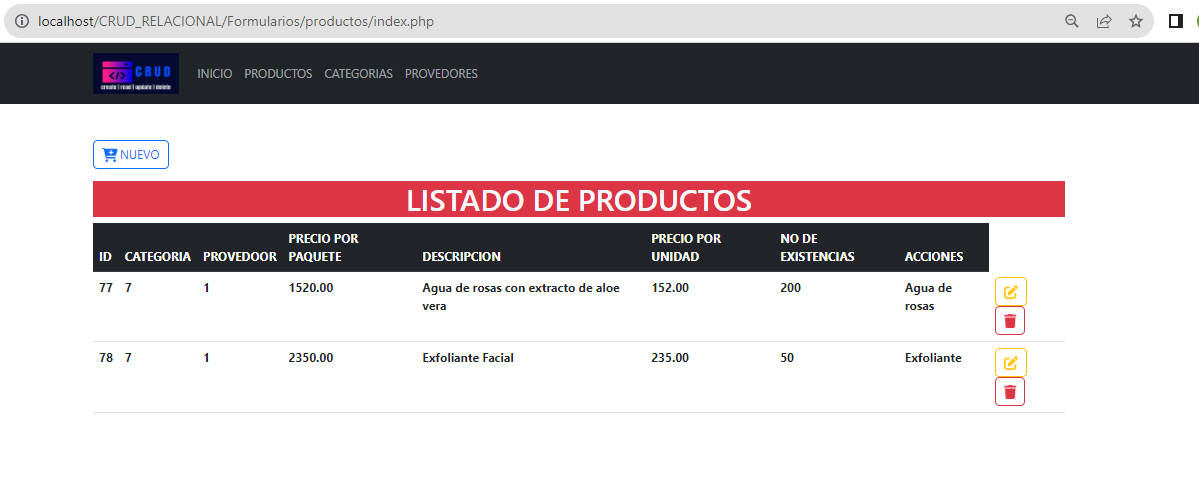 localhost/CRUD_RELACIONAL/Formularios/productos/index.php
</> CRUD
create | read | update | delete
INICIO PRODUCTOS CATEGORIAS PROVEDORES
NUEVO
LISTADO DE PRODUCTOS
ID CATEGORIA PROVEDOOR PRECIO POR PAQUETE DESCRIPCION PRECIO POR UNIDAD NO DE EXISTENCIAS ACCIONES
77 7 1 1520.00 Agua de rosas con extracto de aloe vera 152.00 200 Agua de rosas
78 7 1 2350.00 Exfoliante Facial 235.00 50 Exfoliante